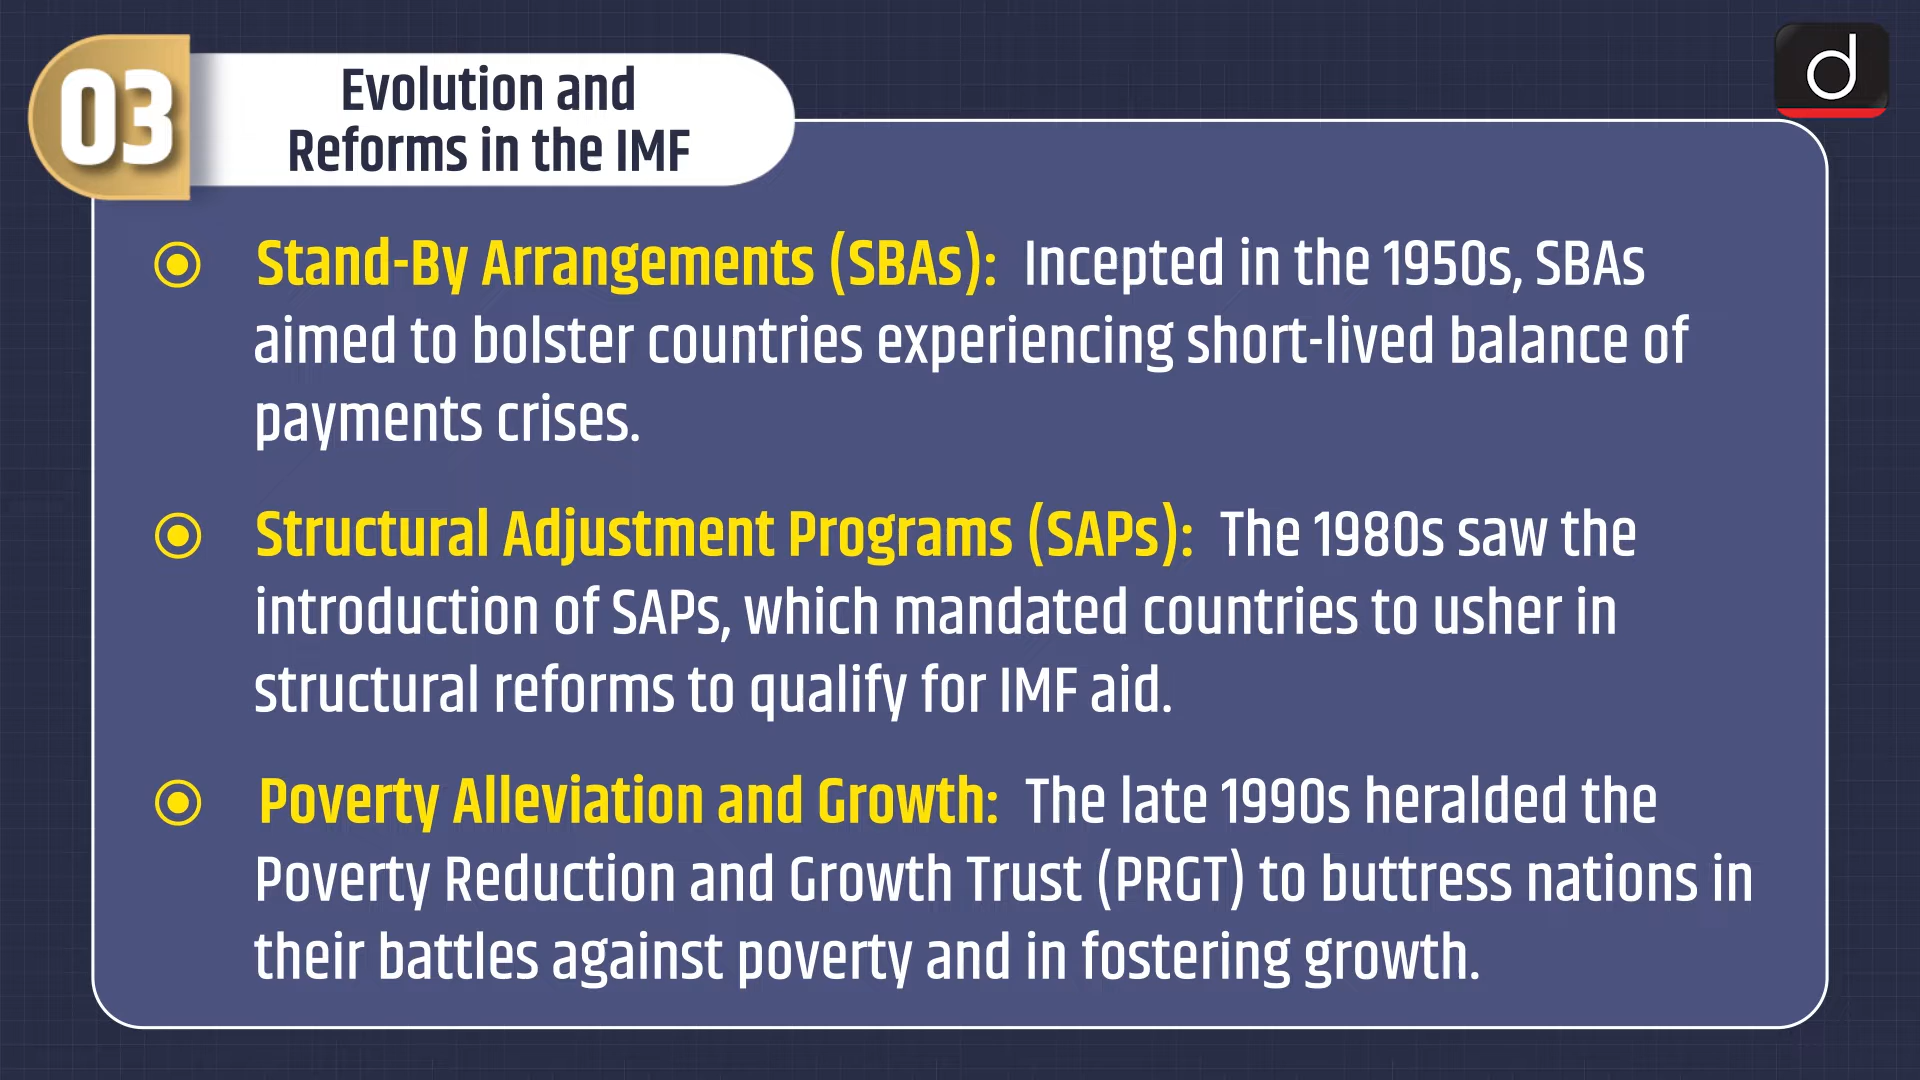 03
Evolution and
Reforms in the IMF
d
Stand-By Arrangements (SBAs): Incepted in the 1950s, SBAs
aimed to bolster countries experiencing short-lived balance of
payments crises.
Structural Adjustment Programs (SAPs): The 1980s saw the
introduction of SAPs, which mandated countries to usher in
structural reforms to qualify for IMF aid.
Poverty Alleviation and Growth: The late 1990s heralded the
Poverty Reduction and Growth Trust (PRGT) to buttress nations in
their battles against poverty and in fostering growth.